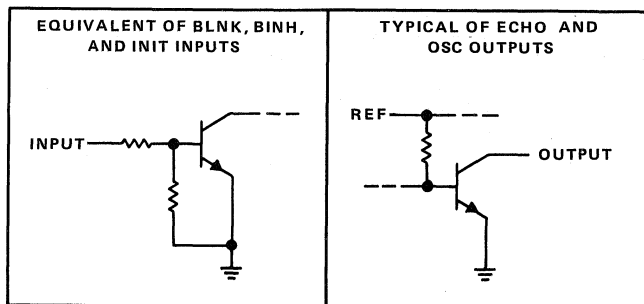 EQUIVALENT OF BLNK, BINH,
AND INIT INPUTS
INPUT
TYPICAL OF ECHO AND
OSC OUTPUTS
REF
OUTPUT